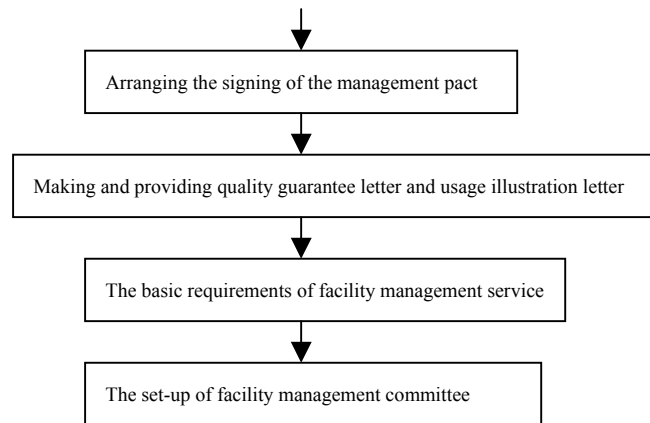 Arranging the signing of the management pact
Making and providing quality guarantee letter and usage illustration letter
The basic requirements of facility management service
The set-up of facility management committee